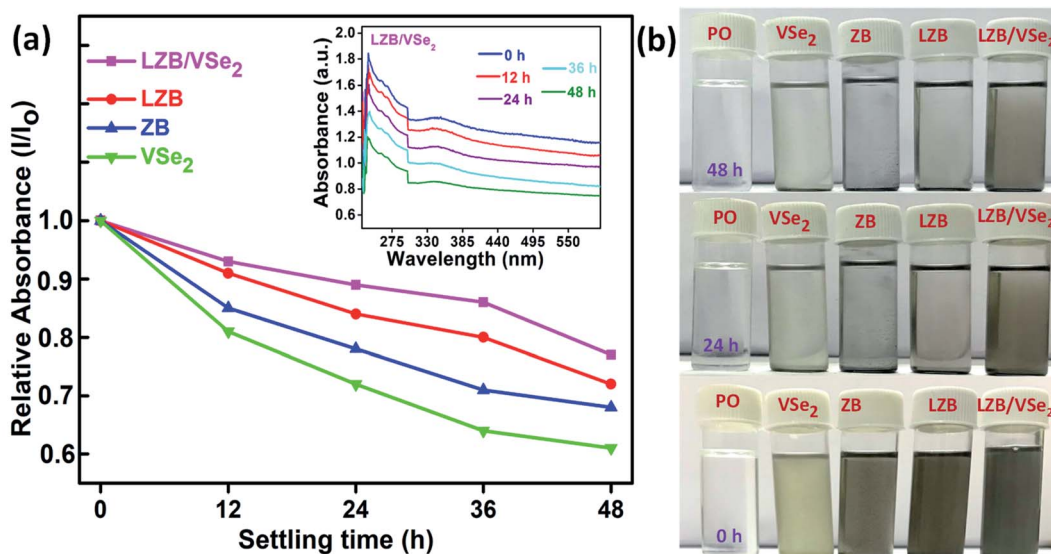 (a)
LZB/VSe₂
LZB
ZB
VSe₂
Relative Absorbance (I/I₀)
1.0
0.9
0.8
0.7
0.6
0 12 24 36 48
Settling time (h)
LZB/VSe₂
0 h
12 h
24 h
36 h
48 h
Absorbance (a.u.)
2.0
1.8
1.6
1.4
1.2
1.0
0.8
0.6
275 330 385 440 495 550
Wavelength (nm)
(b)
PO VSe₂ ZB LZB LZB/VSe₂
48 h
PO VSe₂ ZB LZB LZB/VSe₂
24 h
PO VSe₂ ZB LZB LZB/VSe₂
0 h